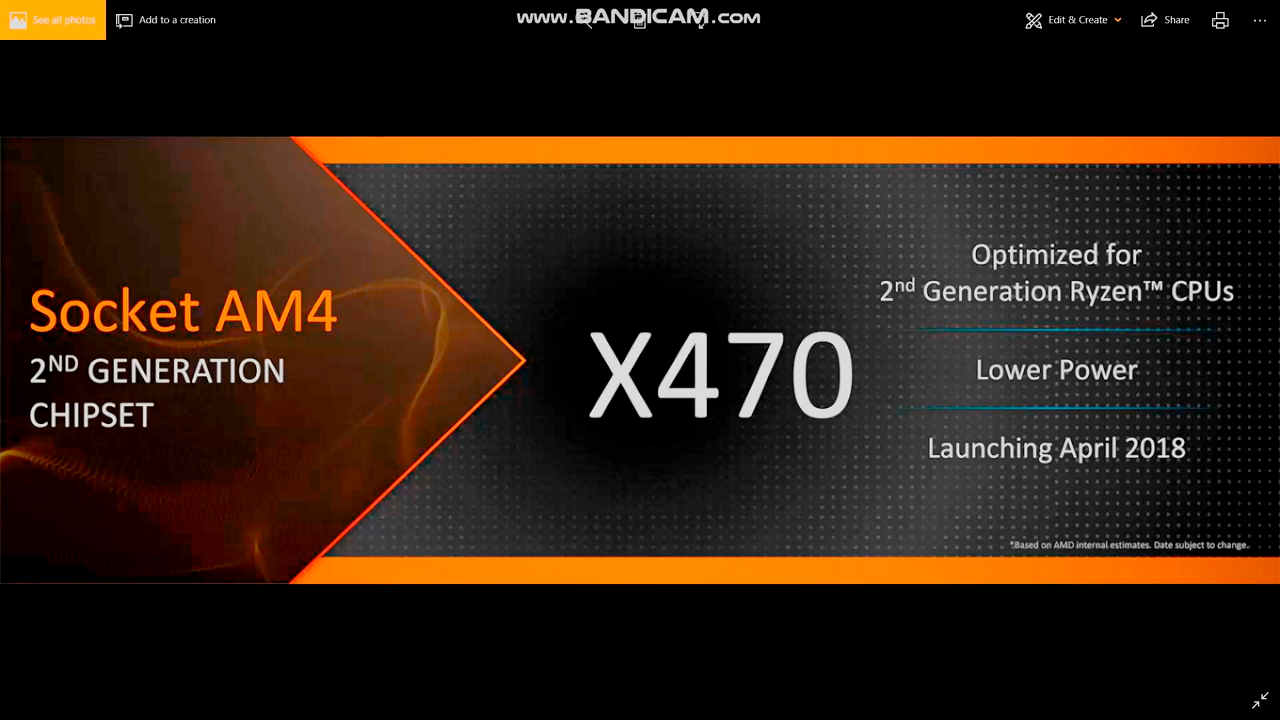 See all photos
Add to a creation
www.BANDICAM.com
Edit & Create
Share
Socket AM4
2ND GENERATION
CHIPSET
X470
Optimized for
2nd Generation Ryzen™ CPUs
Lower Power
Launching April 2018
*Based on AMD internal estimates. Date subject to change.